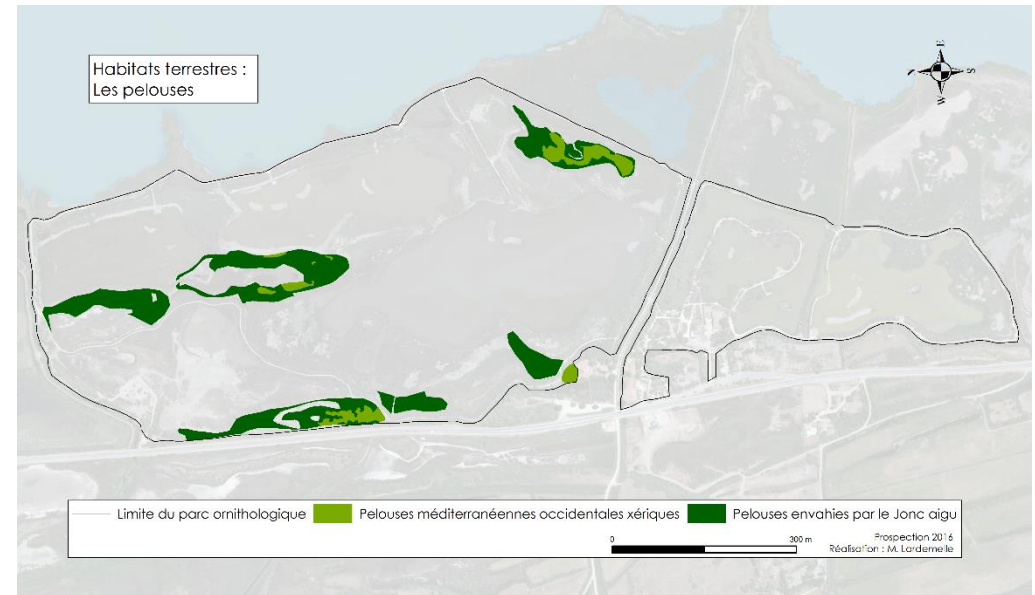 Habitats terrestres :
Les pelouses
E
N
S
W
Limite du parc ornithologique
Pelouses méditerranéennes occidentales xériques
Pelouses envahies par le Jonc aigu
0
300 m
Prospection 2016
Réalisation : M. Lardemelle